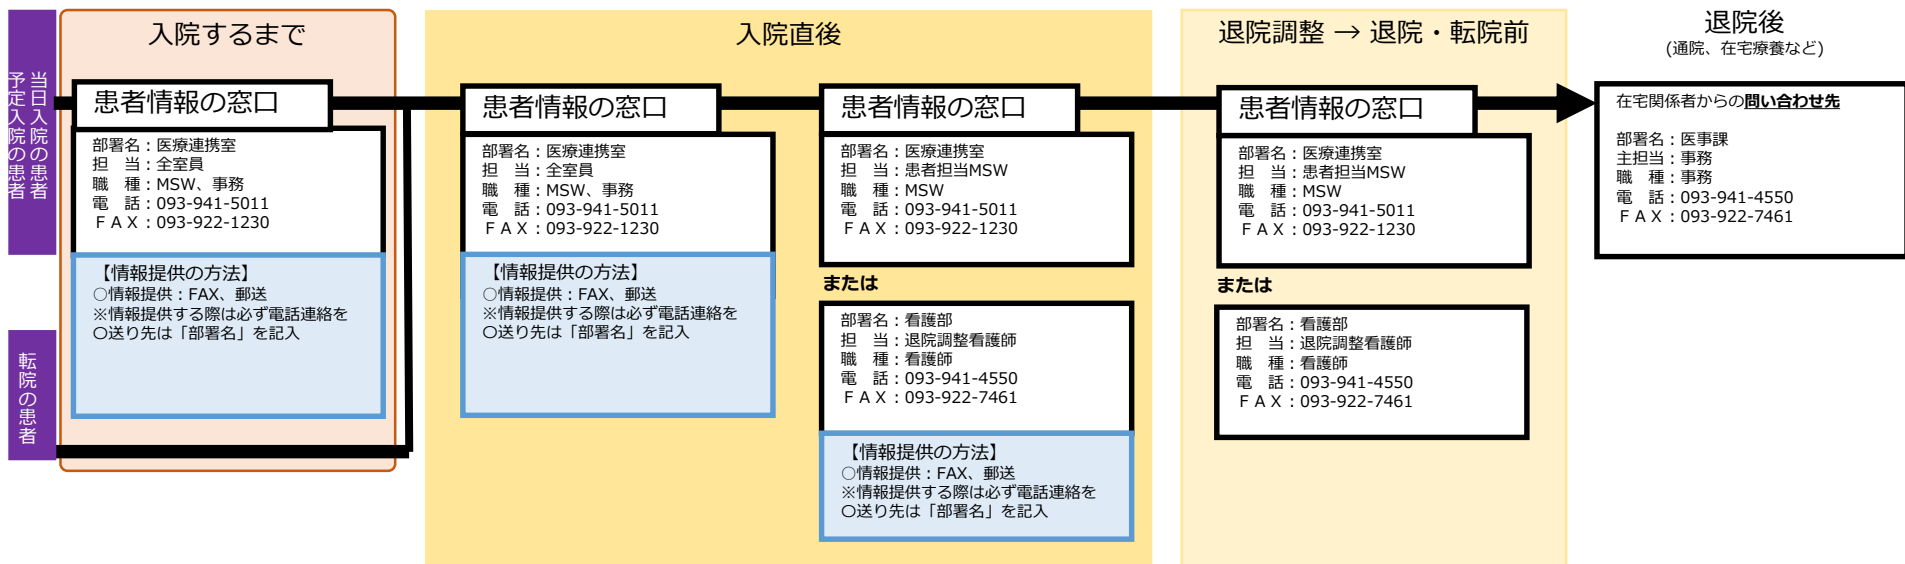 当日入院の患者
予定入院の患者
転院の患者
入院するまで
患者情報の窓口
部署名：医療連携室
担　当：全室員
職　種：MSW、事務
電　話：093-941-5011
ＦＡＸ：093-922-1230
【情報提供の方法】
○情報提供：FAX、郵送
※情報提供する際は必ず電話連絡を
〇送り先は「部署名」を記入
入院直後
患者情報の窓口
部署名：医療連携室
担　当：全室員
職　種：MSW、事務
電　話：093-941-5011
ＦＡＸ：093-922-1230
【情報提供の方法】
○情報提供：FAX、郵送
※情報提供する際は必ず電話連絡を
〇送り先は「部署名」を記入
患者情報の窓口
部署名：医療連携室
担　当：患者担当MSW
職　種：MSW
電　話：093-941-5011
ＦＡＸ：093-922-1230
または
部署名：看護部
担　当：退院調整看護師
職　種：看護師
電　話：093-941-4550
ＦＡＸ：093-922-7461
【情報提供の方法】
○情報提供：FAX、郵送
※情報提供する際は必ず電話連絡を
〇送り先は「部署名」を記入
退院調整 → 退院・転院前
患者情報の窓口
部署名：医療連携室
担　当：患者担当MSW
職　種：MSW
電　話：093-941-5011
ＦＡＸ：093-922-1230
または
部署名：看護部
担　当：退院調整看護師
職　種：看護師
電　話：093-941-4550
ＦＡＸ：093-922-7461
退院後
(通院、在宅療養など)
在宅関係者からの問い合わせ先
部署名：医事課
主担当：事務
職　種：事務
電　話：093-941-4550
ＦＡＸ：093-922-7461